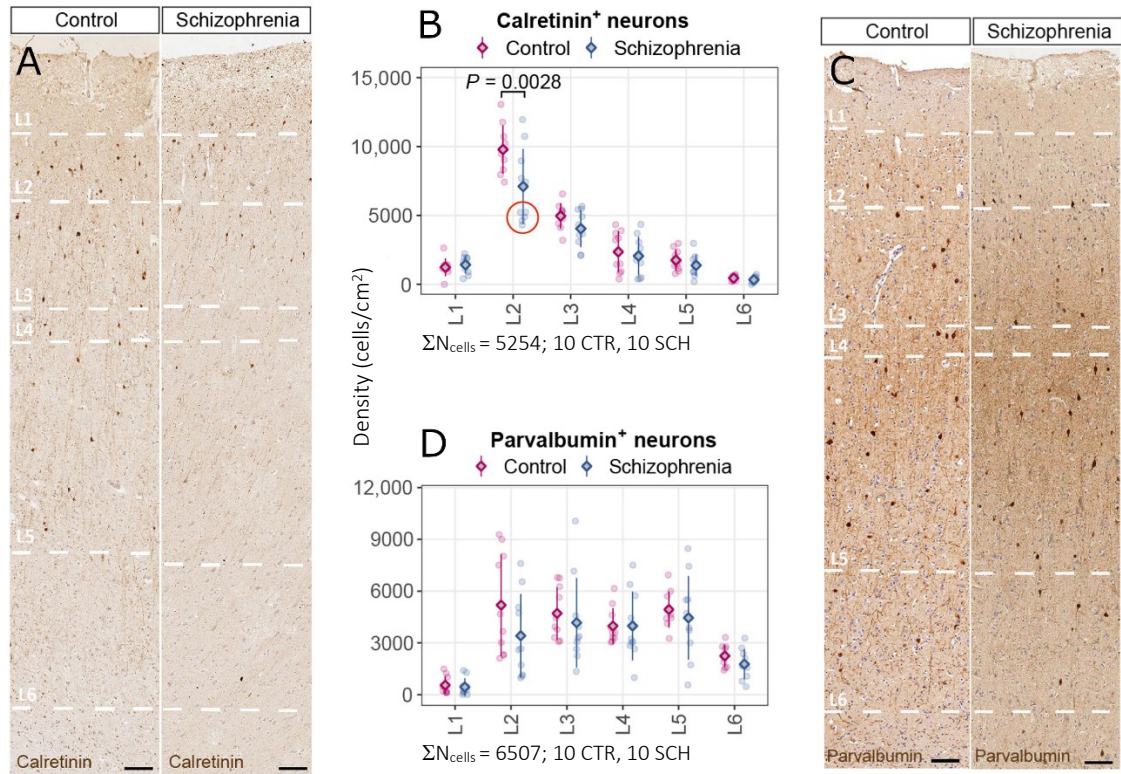 Control Schizophrenia
A
L1
L2
L3
L4
L5
L6
Calretinin Calretinin
B
Calretinin⁺ neurons
Control Schizophrenia
P = 0.0028
15,000
10,000
5000
0
L1 L2 L3 L4 L5 L6
ΣNcells = 5254; 10 CTR, 10 SCH
Density (cells/cm²)
D
Parvalbumin⁺ neurons
Control Schizophrenia
12,000
9000
6000
3000
0
L1 L2 L3 L4 L5 L6
ΣNcells = 6507; 10 CTR, 10 SCH
Control Schizophrenia
C
L1
L2
L3
L4
L5
L6
Parvalbumin Parvalbumin